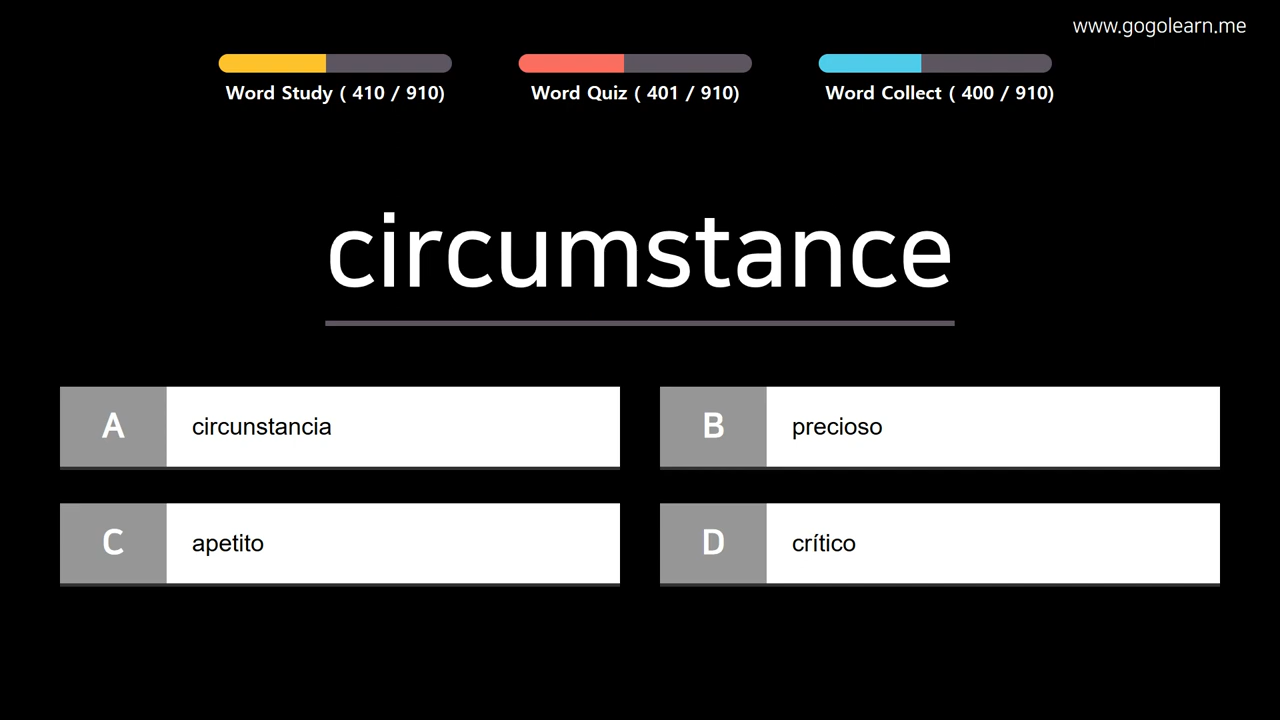 www.gogolearn.me
Word Study ( 410 / 910)
Word Quiz ( 401 / 910)
Word Collect ( 400 / 910)
circumstance
A circunstancia
B precioso
C apetito
D crítico